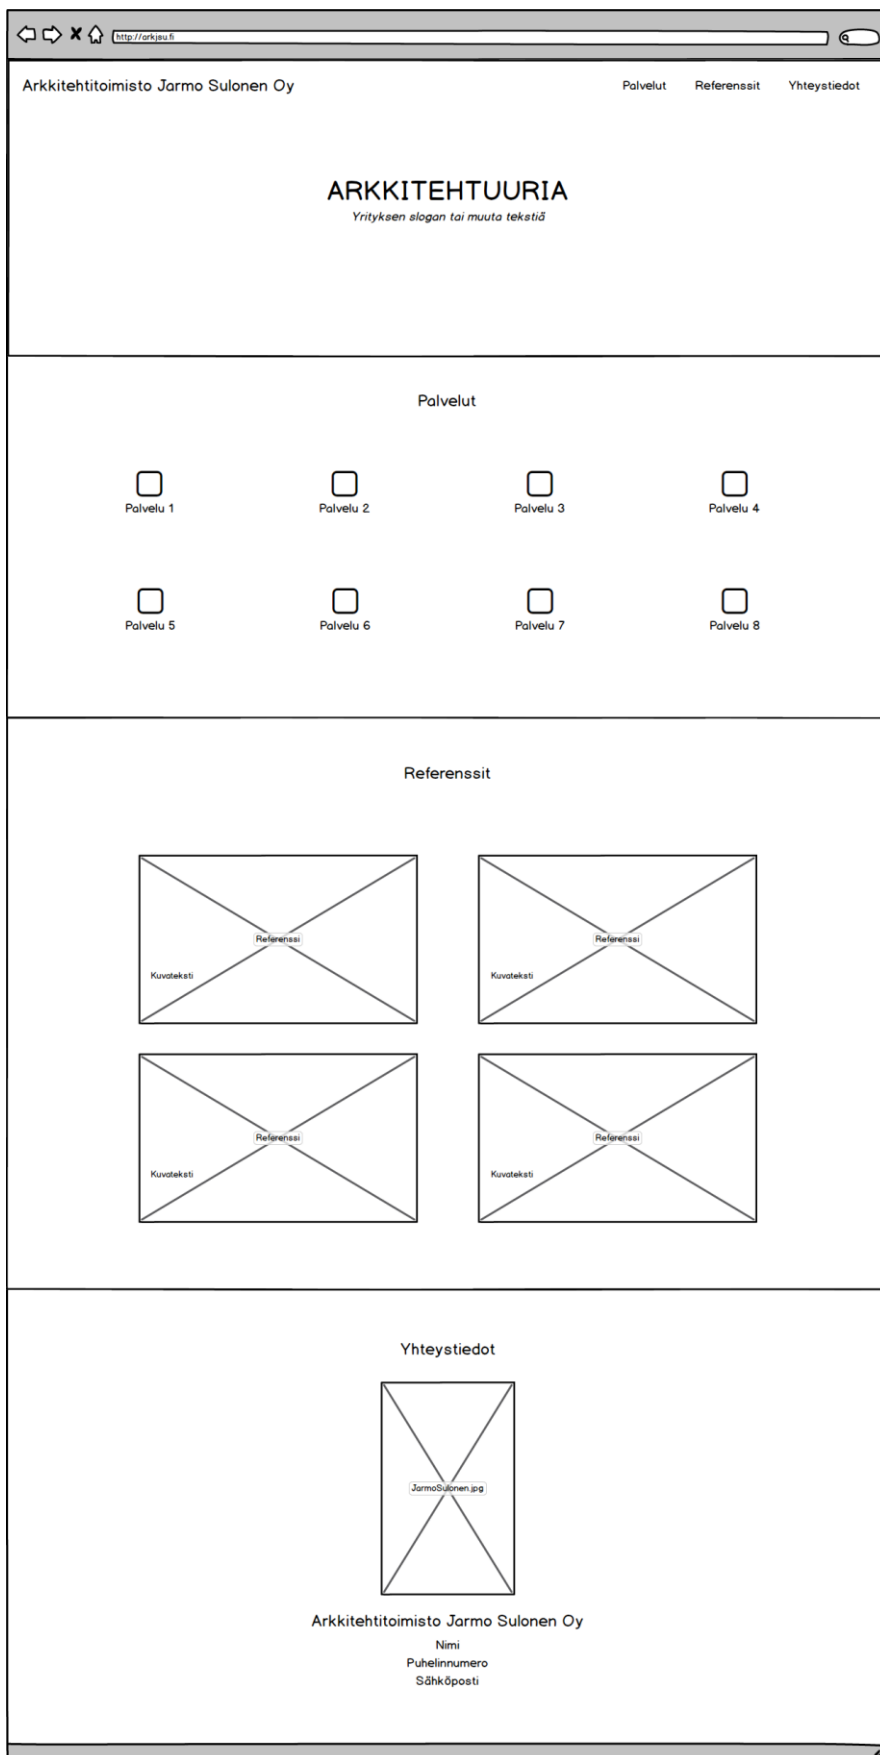 http://arkjsu.fi
Arkkitehtitoimisto Jarmo Sulonen Oy
Palvelut Referenssit Yhteystiedot
ARKKITEHTUURIA
Yrityksen slogan tai muuta tekstiä
Palvelut
Palvelu 1 Palvelu 2 Palvelu 3 Palvelu 4
Palvelu 5 Palvelu 6 Palvelu 7 Palvelu 8
Referenssit
Referenssi Referenssi
Kuvateksti Kuvateksti
Referenssi Referenssi
Kuvateksti Kuvateksti
Yhteystiedot
JarmoSulonen.jpg
Arkkitehtitoimisto Jarmo Sulonen Oy
Nimi
Puhelinnumero
Sähköposti